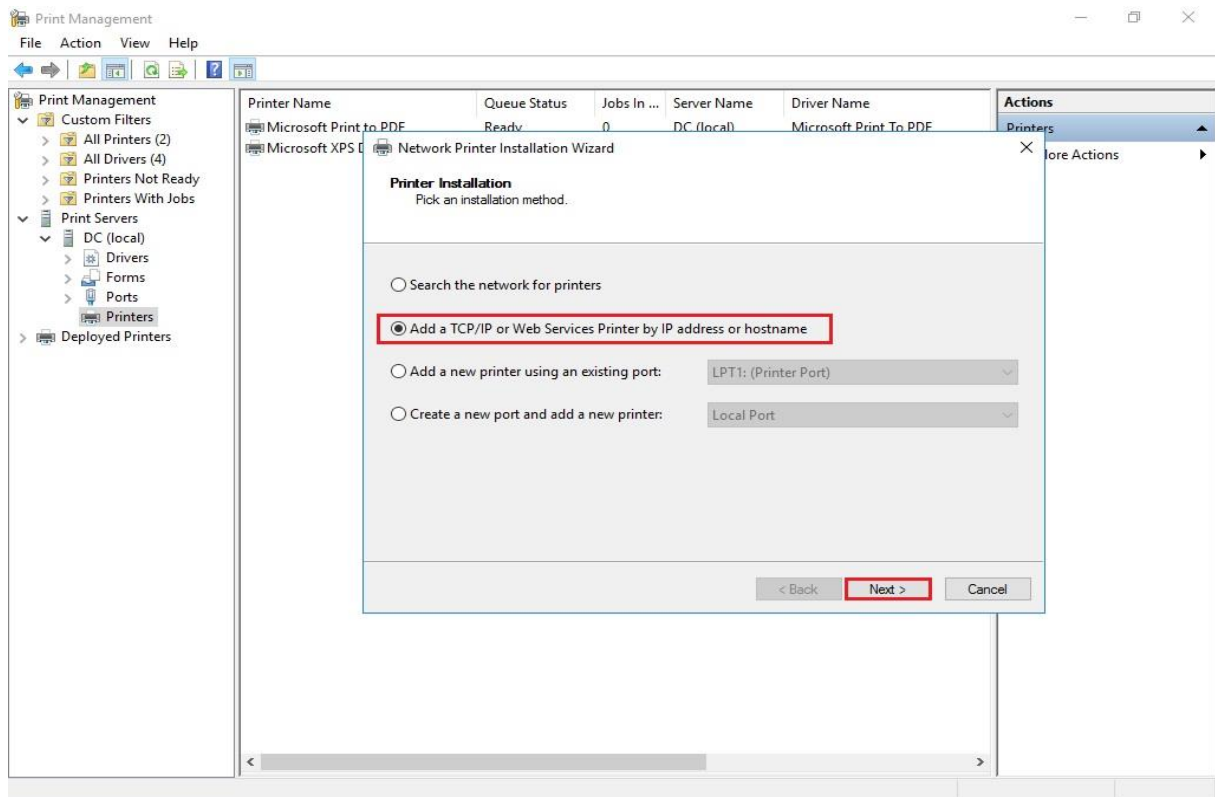 Print Management
File Action View Help
Print Management
Custom Filters
All Printers (2)
All Drivers (4)
Printers Not Ready
Printers With Jobs
Print Servers
DC (local)
Drivers
Forms
Ports
Printers
Deployed Printers
Printer Name Queue Status Jobs In ... Server Name Driver Name
Microsoft Print to PDF Ready 0 DC (local) Microsoft Print To PDF
Microsoft XPS D
Network Printer Installation Wizard
Printer Installation
Pick an installation method.
Search the network for printers
Add a TCP/IP or Web Services Printer by IP address or hostname
Add a new printer using an existing port: LPT1: (Printer Port)
Create a new port and add a new printer: Local Port
< Back Next > Cancel
Actions
Printers
ore Actions